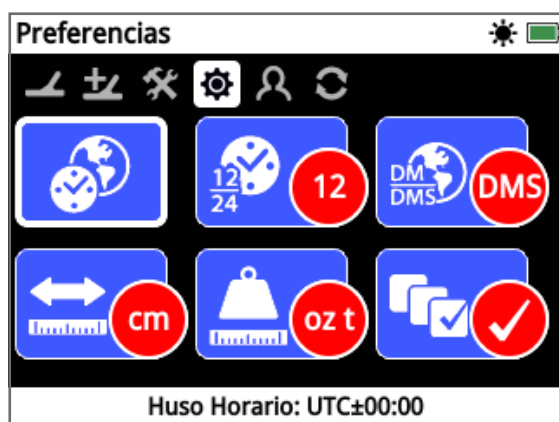 Preferencias
12
24
12
DM
DMS
DMS
cm
oz t
Huso Horario: UTC±00:00